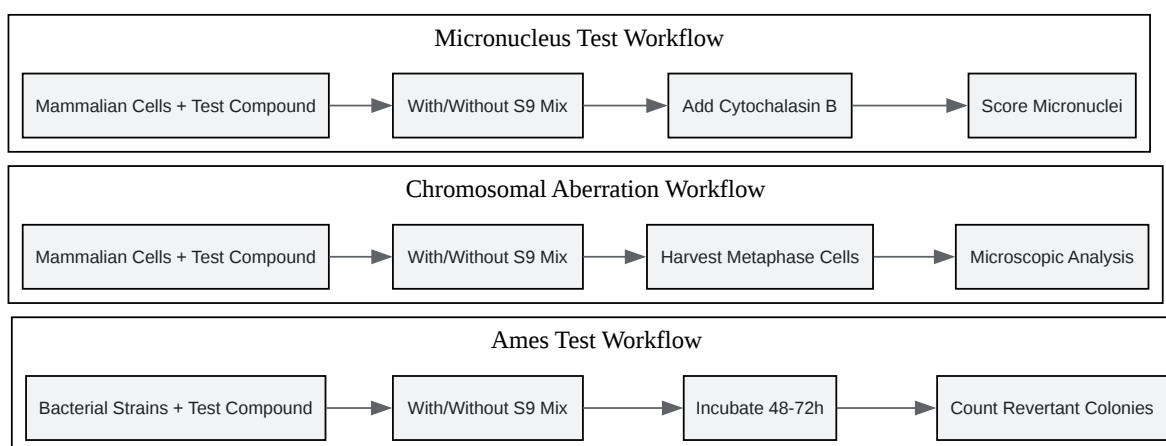 Micronucleus Test Workflow
Mammalian Cells + Test Compound
With/Without S9 Mix
Add Cytochalasin B
Score Micronuclei
Chromosomal Aberration Workflow
Mammalian Cells + Test Compound
With/Without S9 Mix
Harvest Metaphase Cells
Microscopic Analysis
Ames Test Workflow
Bacterial Strains + Test Compound
With/Without S9 Mix
Incubate 48-72h
Count Revertant Colonies